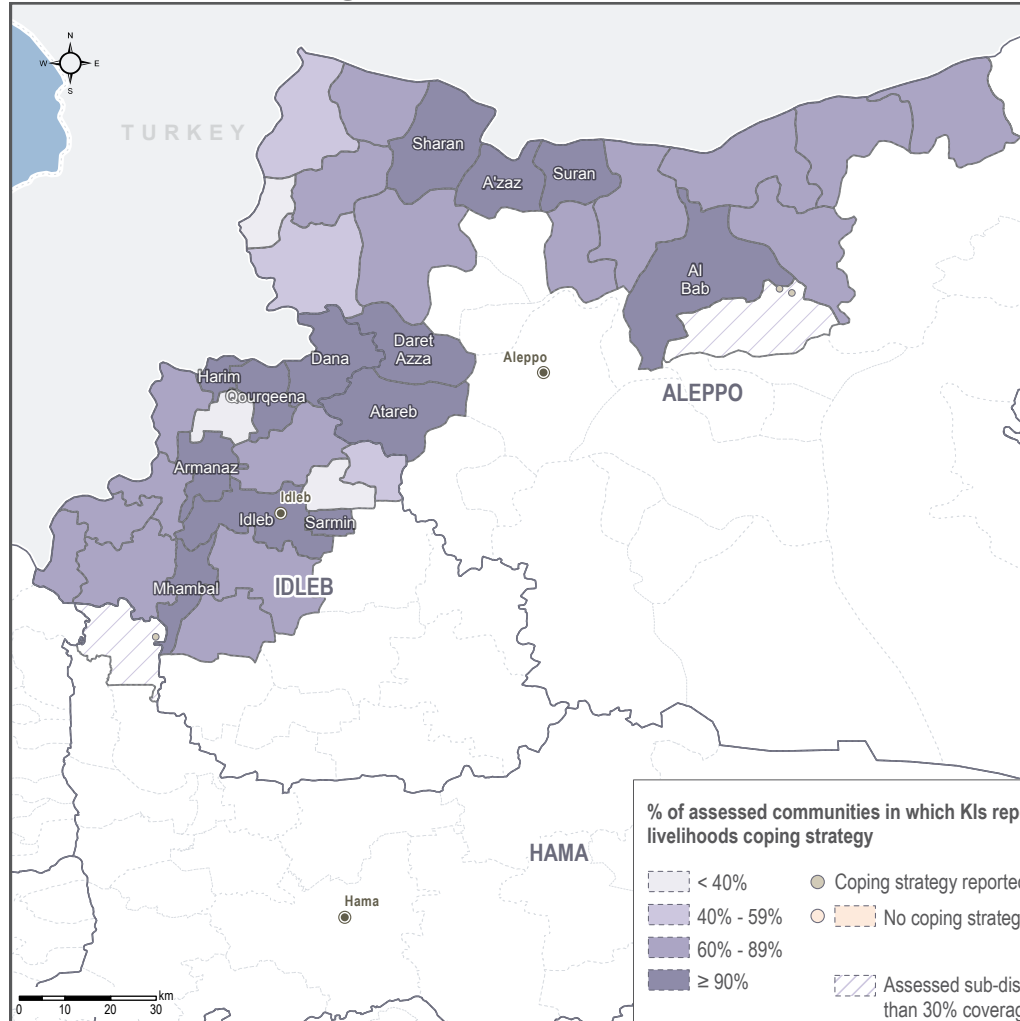 N
W E
S
TURKEY
Sharan
A'zaz
Suran
Al
Bab
Daret
Azza
Dana
Aleppo
Harim
Qourqeena
ALEPPO
Atareb
Armanaz
Idleb
Idleb
Sarmin
Mhambal
IDLEB
% of assessed communities in which KIs rep
livelihoods coping strategy
HAMA
< 40%
Coping strategy reported
40% - 59%
No coping strateg
60% - 89%
≥ 90%
Assessed sub-dis
than 30% coverag
Hama
km
0 10 20 30